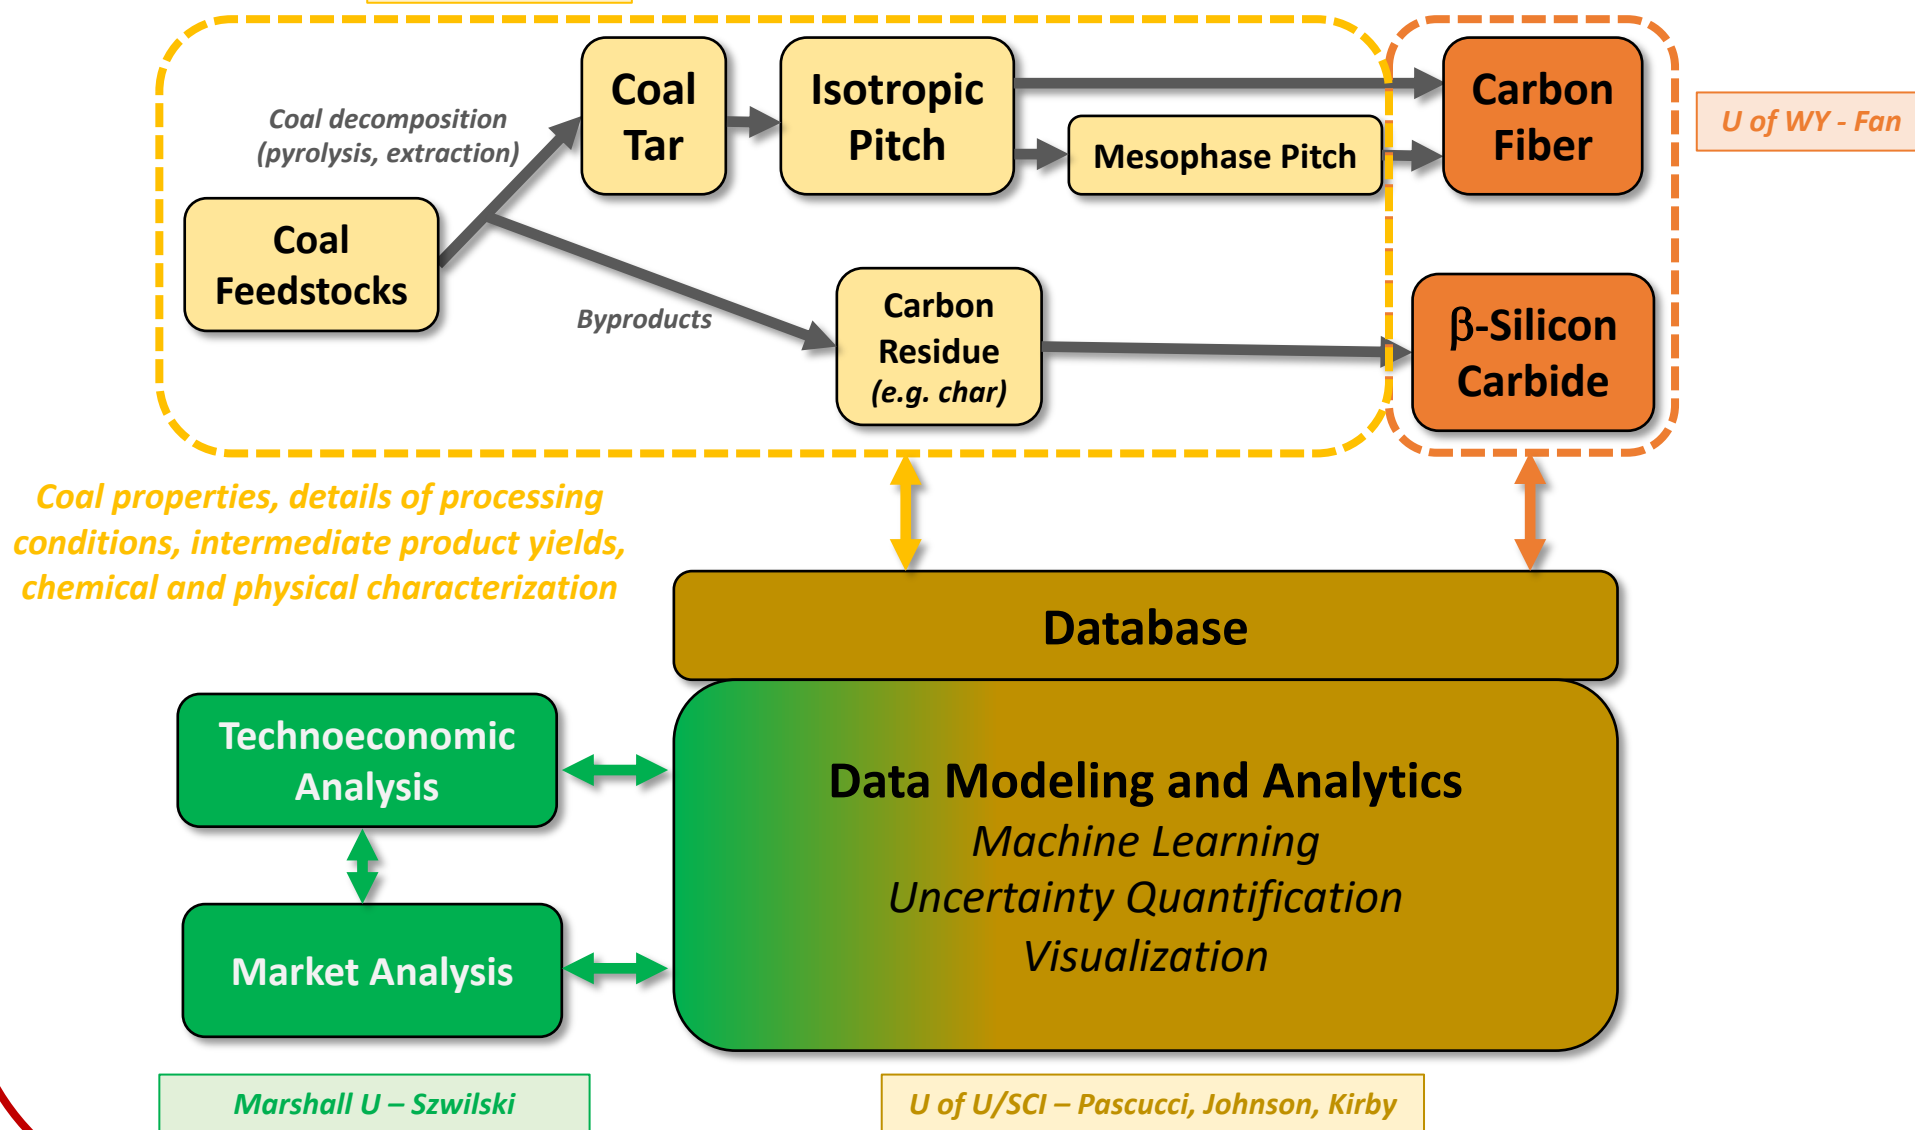 Coal
Tar
Isotropic
Pitch
Carbon
Fiber
Coal decomposition
(pyrolysis, extraction)
Mesophase Pitch
U of WY - Fan
Coal
Feedstocks
Byproducts
Carbon
Residue
(e.g. char)
β-Silicon
Carbide
Coal properties, details of processing
conditions, intermediate product yields,
chemical and physical characterization
Database
Technoeconomic
Analysis
Data Modeling and Analytics
Machine Learning
Uncertainty Quantification
Visualization
Market Analysis
Marshall U – Szwilski
U of U/SCI – Pascucci, Johnson, Kirby